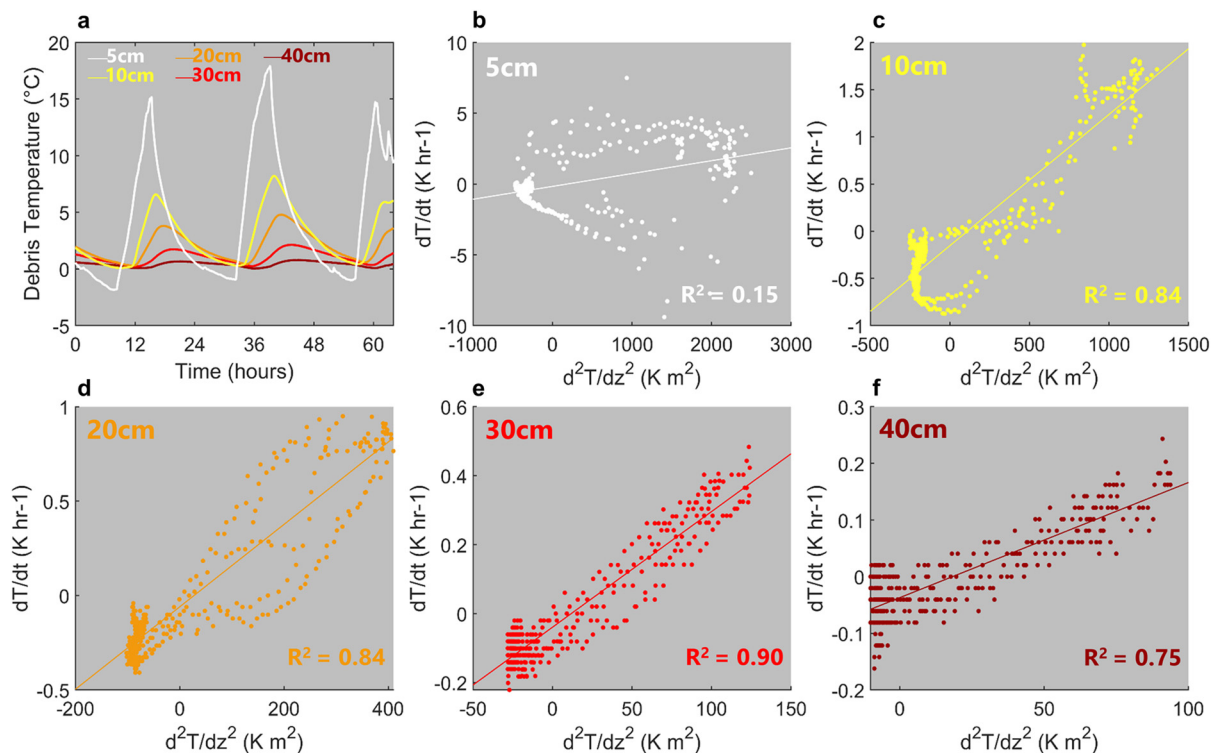 a
20
15
10
5
0
-5
Debris Temperature (°C)
5cm 20cm 40cm
10cm 30cm
0 12 24 36 48 60
Time (hours)
b
10
5
0
-5
-10
dT/dt (K hr-1)
5cm
R² = 0.15
-1000 0 1000 2000 3000
d²T/dz² (K m²)
c
2
1.5
1
0.5
0
-0.5
-1
dT/dt (K hr-1)
10cm
R² = 0.84
-500 0 500 1000 1500
d²T/dz² (K m²)
d
1
0.5
0
-0.5
dT/dt (K hr-1)
20cm
R² = 0.84
-200 0 200 400
d²T/dz² (K m²)
e
0.6
0.4
0.2
0
-0.2
dT/dt (K hr-1)
30cm
R² = 0.90
-50 0 50 100 150
d²T/dz² (K m²)
f
0.3
0.2
0.1
0
-0.1
-0.2
dT/dt (K hr-1)
40cm
R² = 0.75
0 50 100
d²T/dz² (K m²)